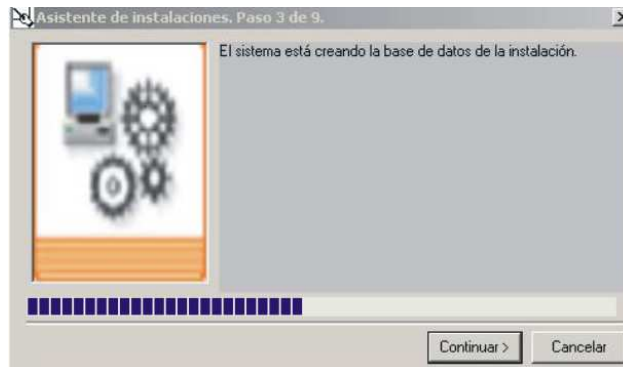 Asistente de instalaciones. Paso 3 de 9.
El sistema está creando la base de datos de la instalación.
Continuar >
Cancelar